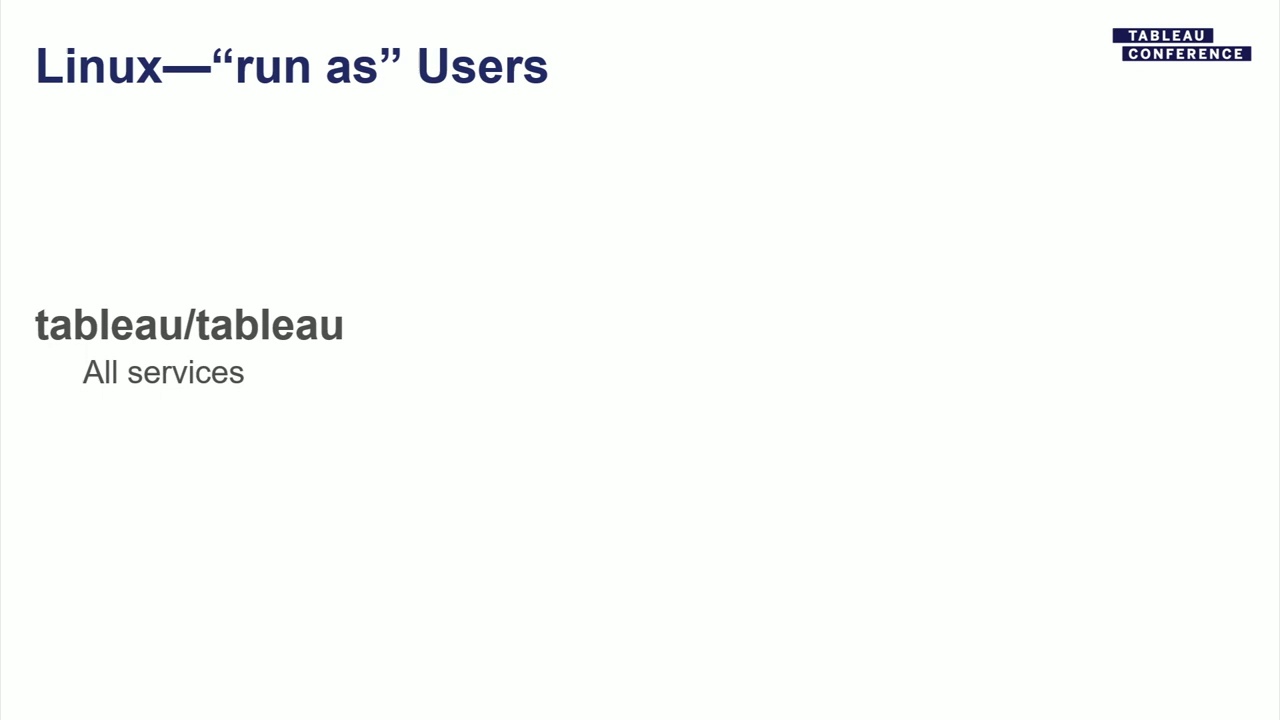 Linux—“run as” Users
TABLEAU
CONFERENCE
tableau/tableau
All services